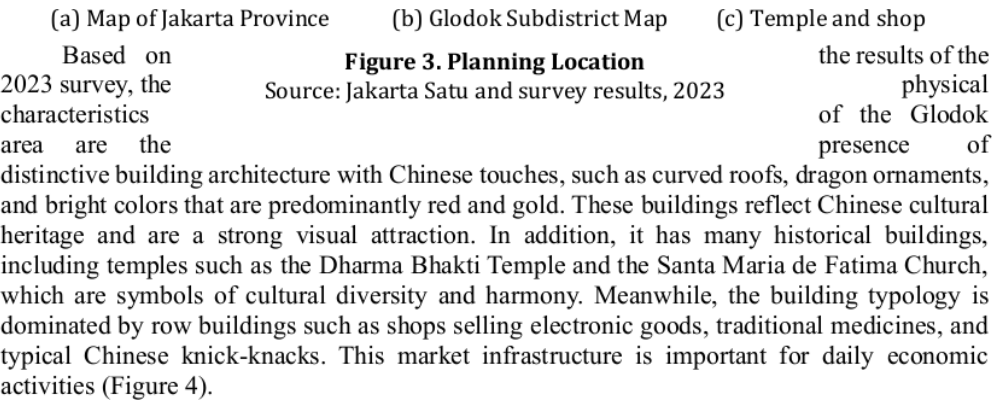 (a) Map of Jakarta Province (b) Glodok Subdistrict Map (c) Temple and shop
Figure 3. Planning Location
Source: Jakarta Satu and survey results, 2023
Based on the results of the
2023 survey, the physical
characteristics of the Glodok
area are the presence of
distinctive building architecture with Chinese touches, such as curved roofs, dragon ornaments,
and bright colors that are predominantly red and gold. These buildings reflect Chinese cultural
heritage and are a strong visual attraction. In addition, it has many historical buildings,
including temples such as the Dharma Bhakti Temple and the Santa Maria de Fatima Church,
which are symbols of cultural diversity and harmony. Meanwhile, the building typology is
dominated by row buildings such as shops selling electronic goods, traditional medicines, and
typical Chinese knick-knacks. This market infrastructure is important for daily economic
activities (Figure 4).